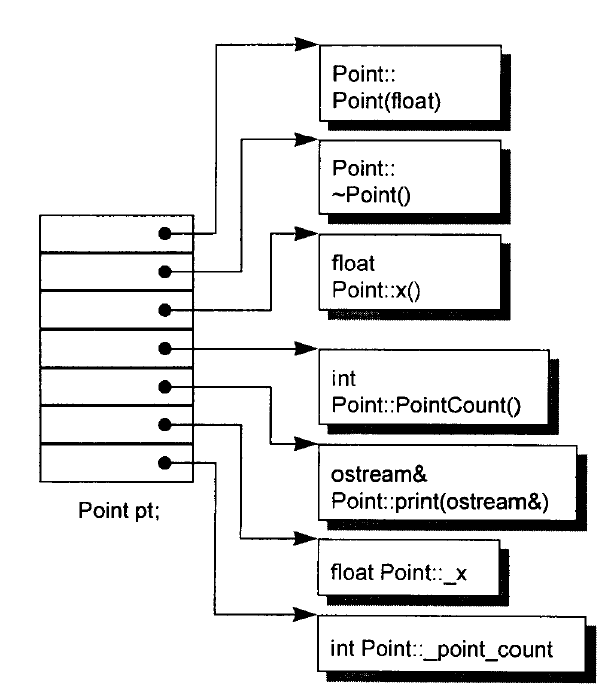 Point::
Point(float)
Point::
~Point()
float
Point::x()
int
Point::PointCount()
ostream&
Point::print(ostream&)
Point pt;
float Point::_x
int Point::_point_count